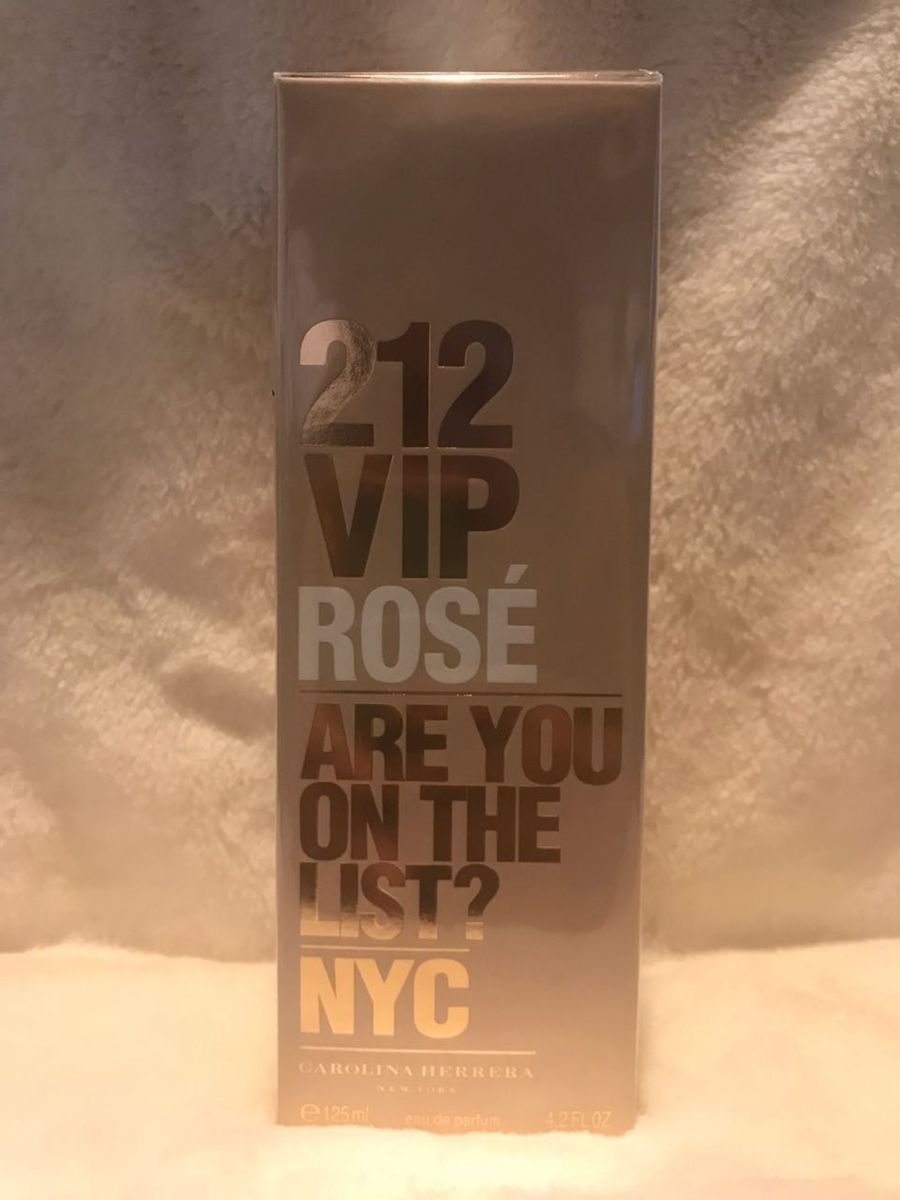 212
VIP
ROSÉ
ARE YOU
ON THE
LIST?
NYC
CAROLINA HERRERA
NEW YORK
℮125 ml eau de parfum 4.2 FL OZ